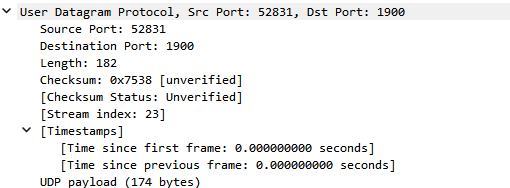 User Datagram Protocol, Src Port: 52831, Dst Port: 1900
Source Port: 52831
Destination Port: 1900
Length: 182
Checksum: 0x7538 [unverified]
[Checksum Status: Unverified]
[Stream index: 23]
[Timestamps]
[Time since first frame: 0.000000000 seconds]
[Time since previous frame: 0.000000000 seconds]
UDP payload (174 bytes)